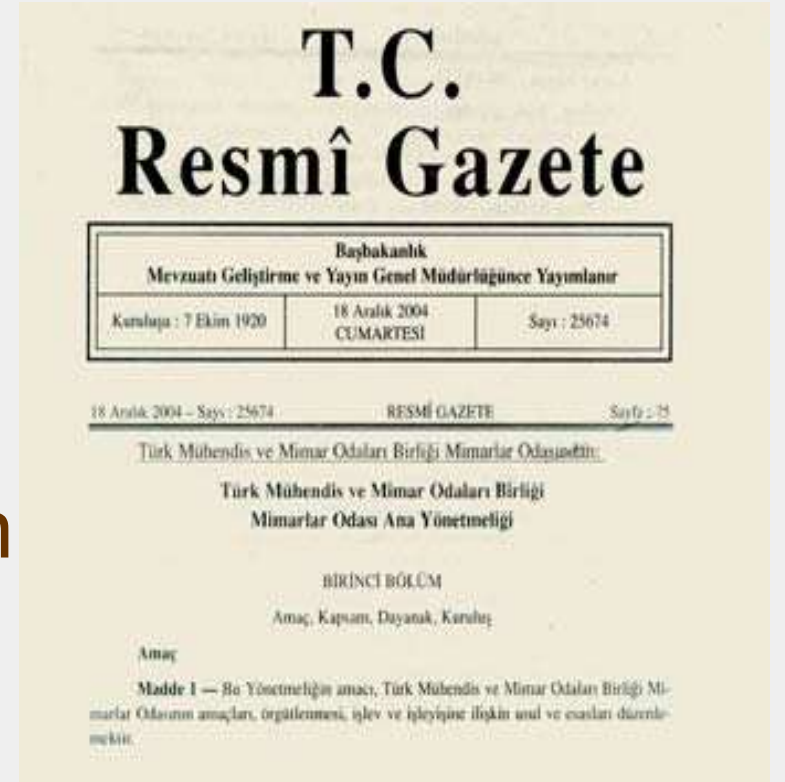 T.C.
Resmî Gazete
Başbakanlık
Mevzuatı Geliştirme ve Yayın Genel Müdürlüğünce Yayımlanır
Kuruluşu : 7 Ekim 1920
18 Aralık 2004
CUMARTESİ
Sayı : 25674
18 Aralık 2004 – Sayı : 25674 RESMÎ GAZETE Sayfa : 75
Türk Mühendis ve Mimar Odaları Birliği Mimarlar Odasından:
Türk Mühendis ve Mimar Odaları Birliği
Mimarlar Odası Ana Yönetmeliği
n
BİRİNCİ BÖLÜM
Amaç, Kapsam, Dayanak, Kuruluş
Amaç
Madde 1 — Bu Yönetmeliğin amacı, Türk Mühendis ve Mimar Odaları Birliği Mi-
marlar Odasının amaçları, örgütlenmesi, işlev ve işleyişine ilişkin usul ve esasları düzenle-
mektir.